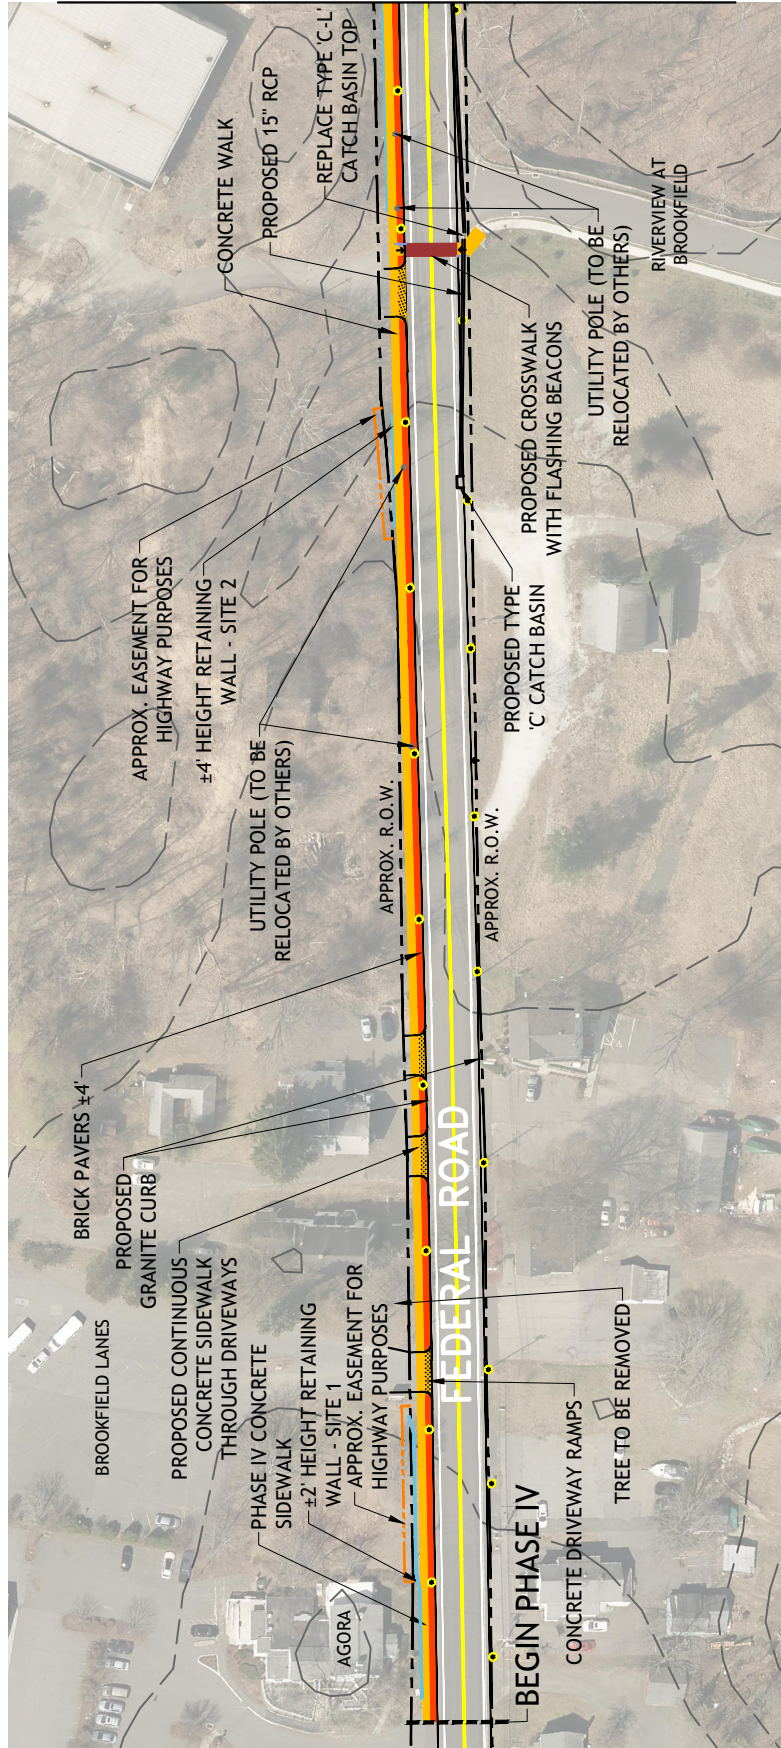 CONCRETE WALK
PROPOSED 15" RCP
REPLACE TYPE 'C-L'
CATCH BASIN TOP
RIVERVIEW AT
BROOKFIELD
UTILITY POLE (TO BE
RELOCATED BY OTHERS)
PROPOSED CROSSWALK
WITH FLASHING BEACONS
PROPOSED TYPE
'C' CATCH BASIN
APPROX. EASEMENT FOR
HIGHWAY PURPOSES
±4' HEIGHT RETAINING
WALL - SITE 2
UTILITY POLE (TO BE
RELOCATED BY OTHERS)
APPROX. R.O.W.
APPROX. R.O.W.
BRICK PAVERS ±4'
PROPOSED
GRANITE CURB
PROPOSED CONTINUOUS
CONCRETE SIDEWALK
THROUGH DRIVEWAYS
BROOKFIELD LANES
FEDERAL ROAD
PHASE IV CONCRETE
SIDEWALK
±2' HEIGHT RETAINING
WALL - SITE 1
APPROX. EASEMENT FOR
HIGHWAY PURPOSES
TREE TO BE REMOVED
CONCRETE DRIVEWAY RAMPS
AGORA
BEGIN PHASE IV